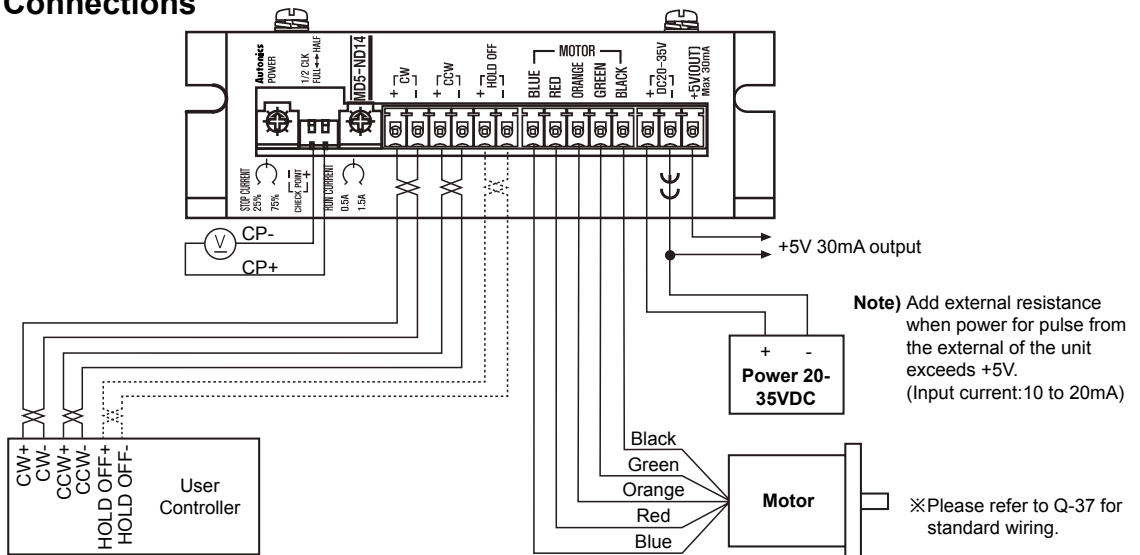 Connections
Autonics
POWER
1/2 CLK
FULL↔HALF
MD5-ND14
+ CW -
+ CCW -
+ HOLD OFF -
MOTOR
BLUE
RED
ORANGE
GREEN
BLACK
+ DC20-35V -
+5V(OUT)
Max 30mA
STOP CURRENT
25%
75%
CHECK POINT
- +
RUN CURRENT
0.5A
1.5A
V
CP-
CP+
+5V 30mA output
Note) Add external resistance
when power for pulse from
the external of the unit
exceeds +5V.
(Input current:10 to 20mA)
+ -
Power 20-
35VDC
CW+
CW-
CCW+
CCW-
HOLD OFF+
HOLD OFF-
User
Controller
Black
Green
Orange
Red
Blue
Motor
※Please refer to Q-37 for
standard wiring.